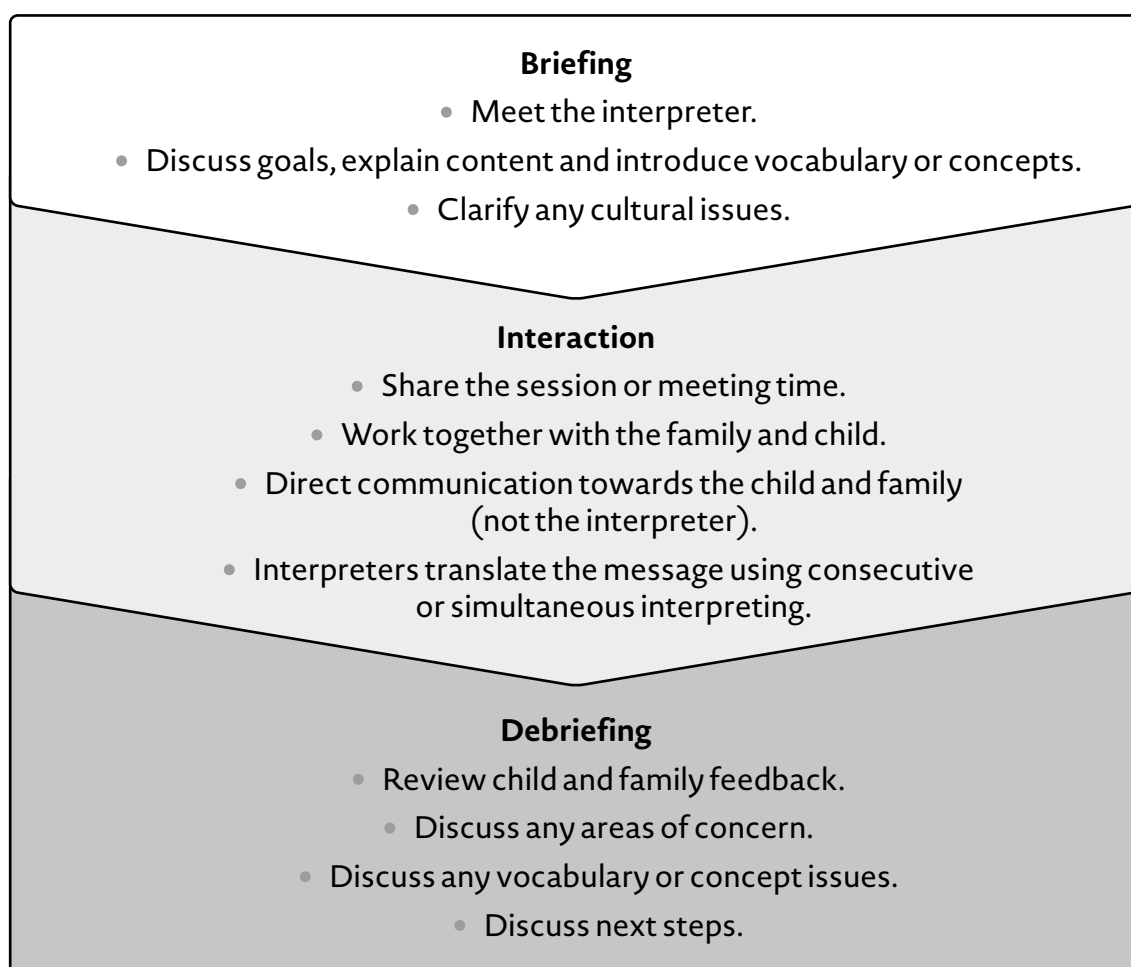 Briefing
• Meet the interpreter.
• Discuss goals, explain content and introduce vocabulary or concepts.
• Clarify any cultural issues.
Interaction
• Share the session or meeting time.
• Work together with the family and child.
• Direct communication towards the child and family
(not the interpreter).
• Interpreters translate the message using consecutive
or simultaneous interpreting.
Debriefing
• Review child and family feedback.
• Discuss any areas of concern.
• Discuss any vocabulary or concept issues.
• Discuss next steps.